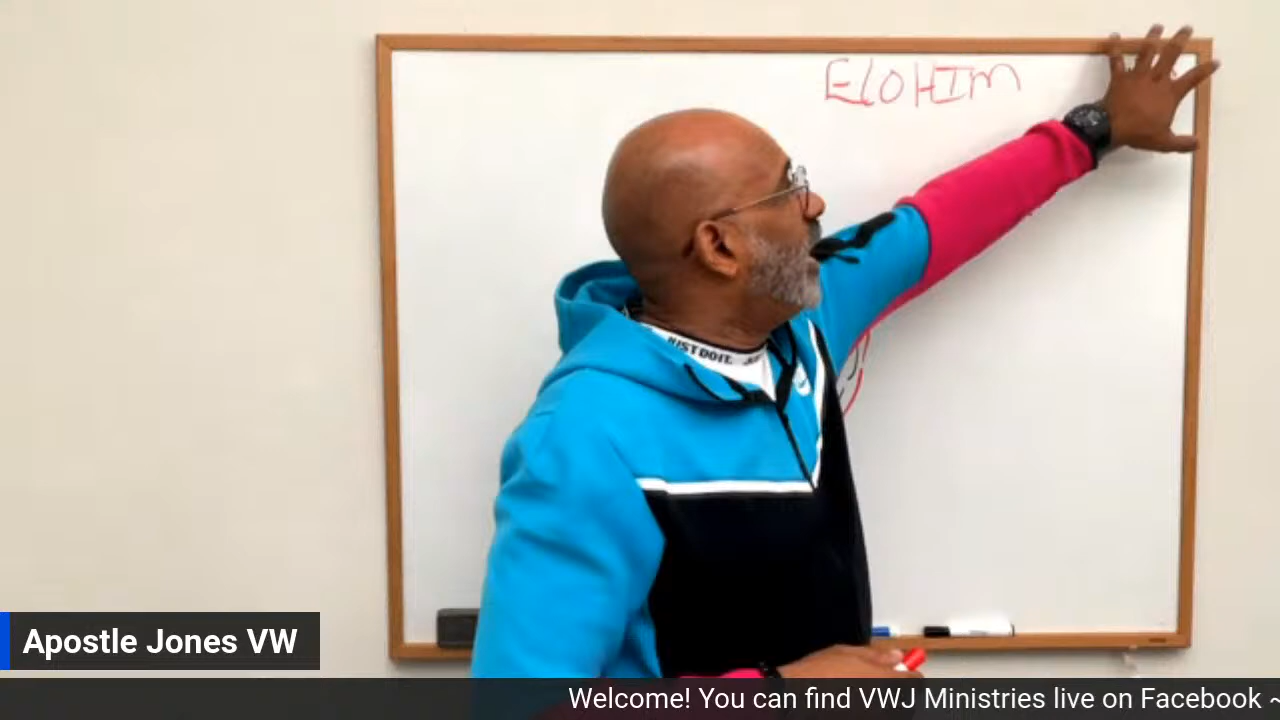 ElOHIM
JUST DO IT.
Apostle Jones VW
Welcome! You can find VWJ Ministries live on Facebook ~